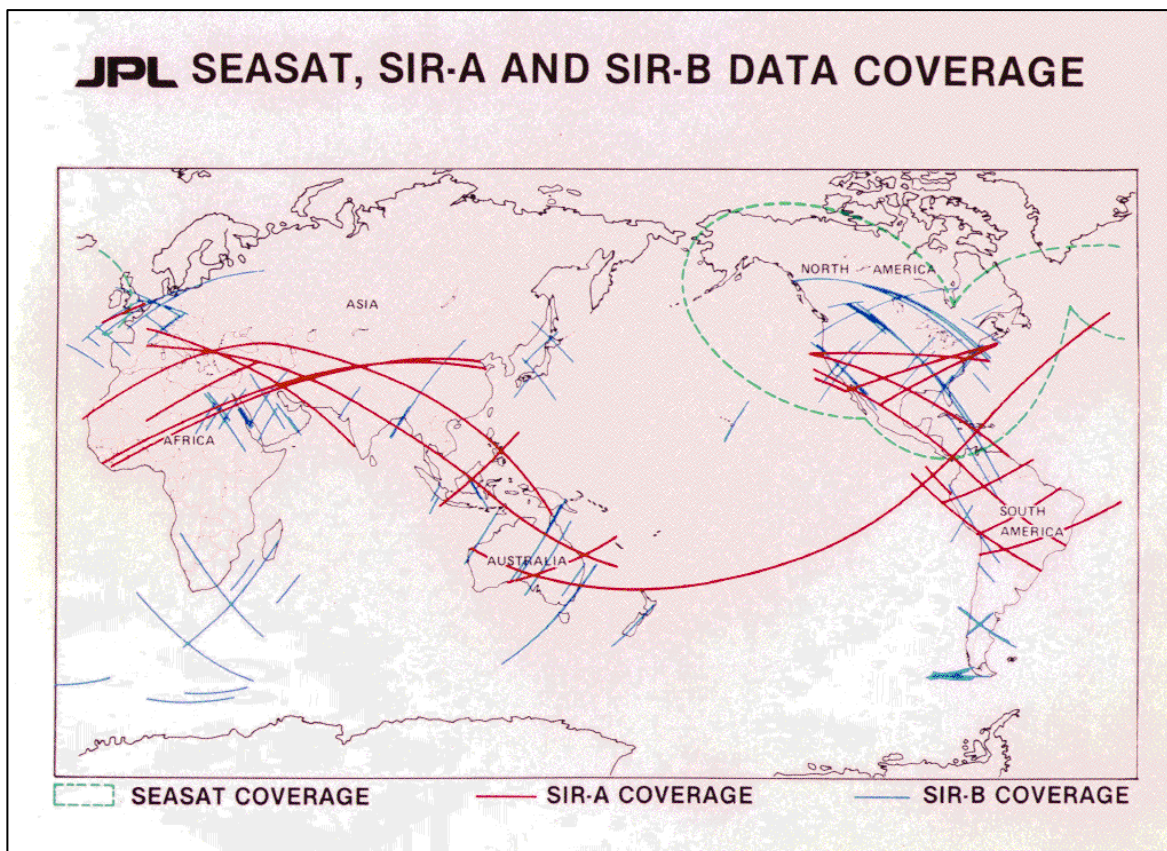 JPL SEASAT, SIR-A AND SIR-B DATA COVERAGE
NORTH AMERICA
ASIA
AFRICA
SOUTH
AMERICA
AUSTRALIA
SEASAT COVERAGE
SIR-A COVERAGE
SIR-B COVERAGE